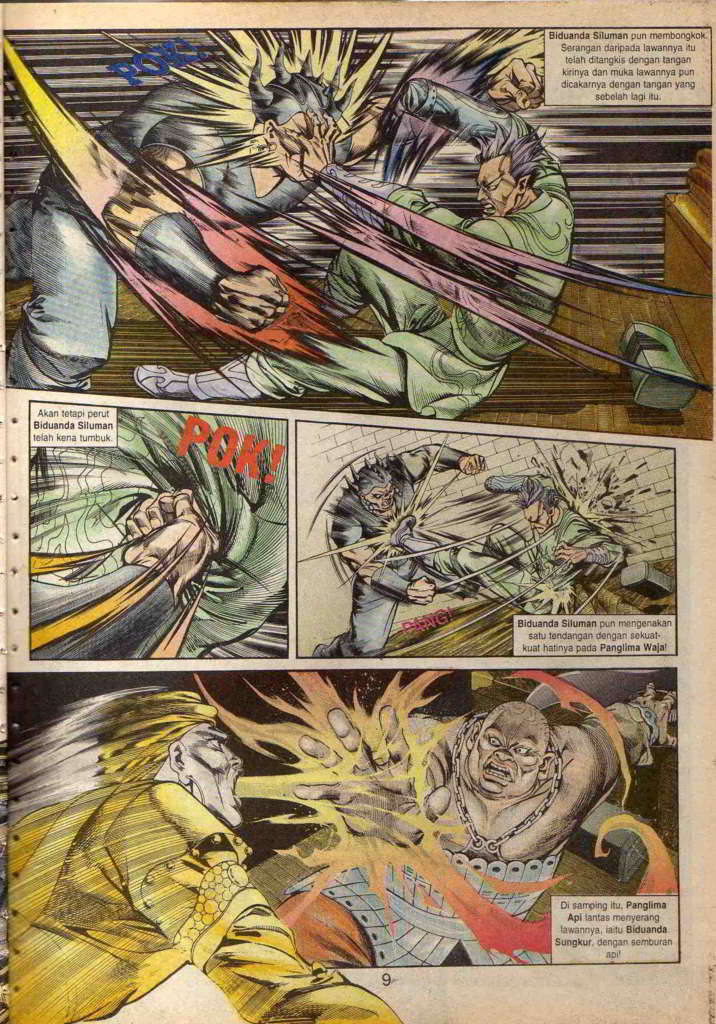 Biduanda Siluman pun membongkok.
Serangan daripada lawannya itu
telah ditangkis dengan tangan
kirinya dan muka lawannya pun
dicakarnya dengan tangan yang
sebelah lagi itu.
POK!
Akan tetapi perut
Biduanda Siluman
telah kena tumbuk.
POK!
PANG!
Biduanda Siluman pun mengenakan
satu tendangan dengan sekuat-
kuat hatinya pada Panglima Waja!
Di samping itu, Panglima
Api lantas menyerang
lawannya, iaitu Biduanda
Sungkur, dengan semburan
api!
9